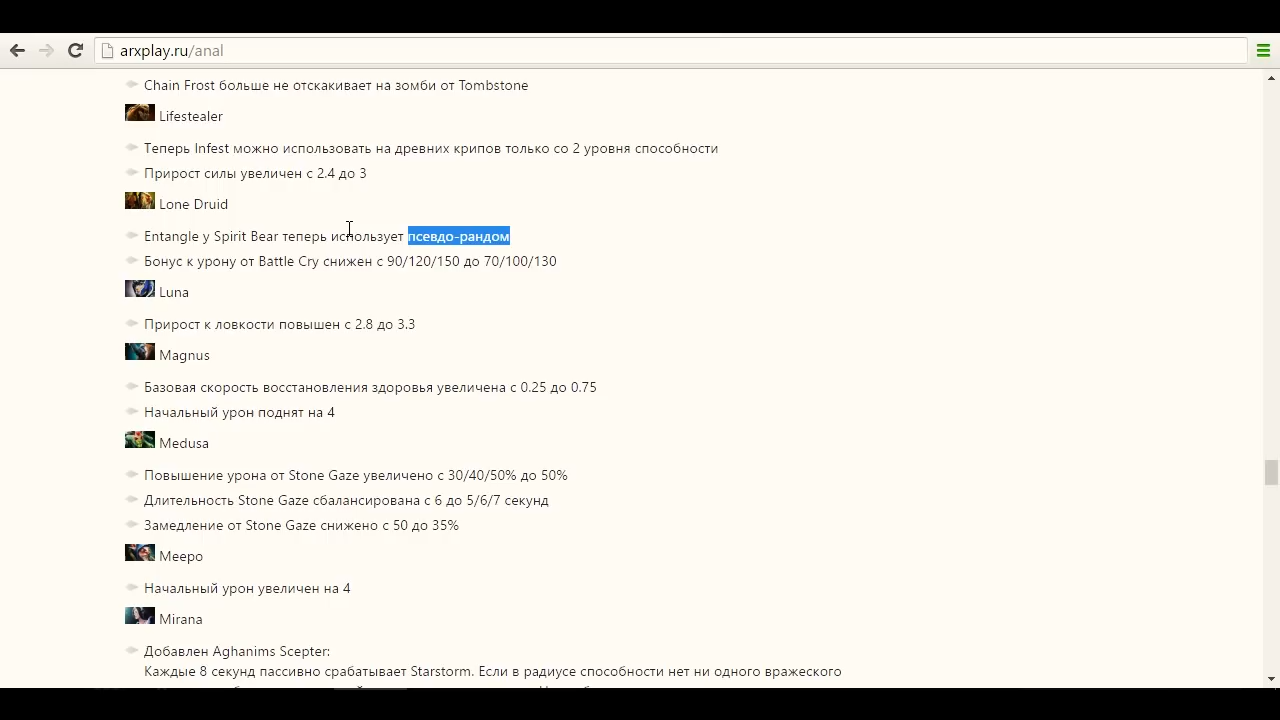 arxplay.ru/anal
Chain Frost больше не отскакивает на зомби от Tombstone
Lifestealer
Теперь Infest можно использовать на древних крипов только со 2 уровня способности
Прирост силы увеличен с 2.4 до 3
Lone Druid
Entangle у Spirit Bear теперь использует псевдо-рандом
Бонус к урону от Battle Cry снижен с 90/120/150 до 70/100/130
Luna
Прирост к ловкости повышен с 2.8 до 3.3
Magnus
Базовая скорость восстановления здоровья увеличена с 0.25 до 0.75
Начальный урон поднят на 4
Medusa
Повышение урона от Stone Gaze увеличено с 30/40/50% до 50%
Длительность Stone Gaze сбалансирована с 6 до 5/6/7 секунд
Замедление от Stone Gaze снижено с 50 до 35%
Meepo
Начальный урон увеличен на 4
Mirana
Добавлен Aghanims Scepter:
Каждые 8 секунд пассивно срабатывает Starstorm. Если в радиусе способности нет ни одного вражеского